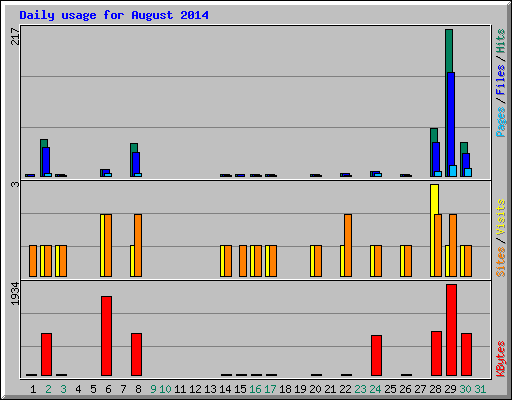 Daily usage for August 2014
217
Pages / Files / Hits
3
Sites / Visits
1934
KBytes
1 2 3 4 5 6 7 8 9 10 11 12 13 14 15 16 17 18 19 20 21 22 23 24 25 26 27 28 29 30 31